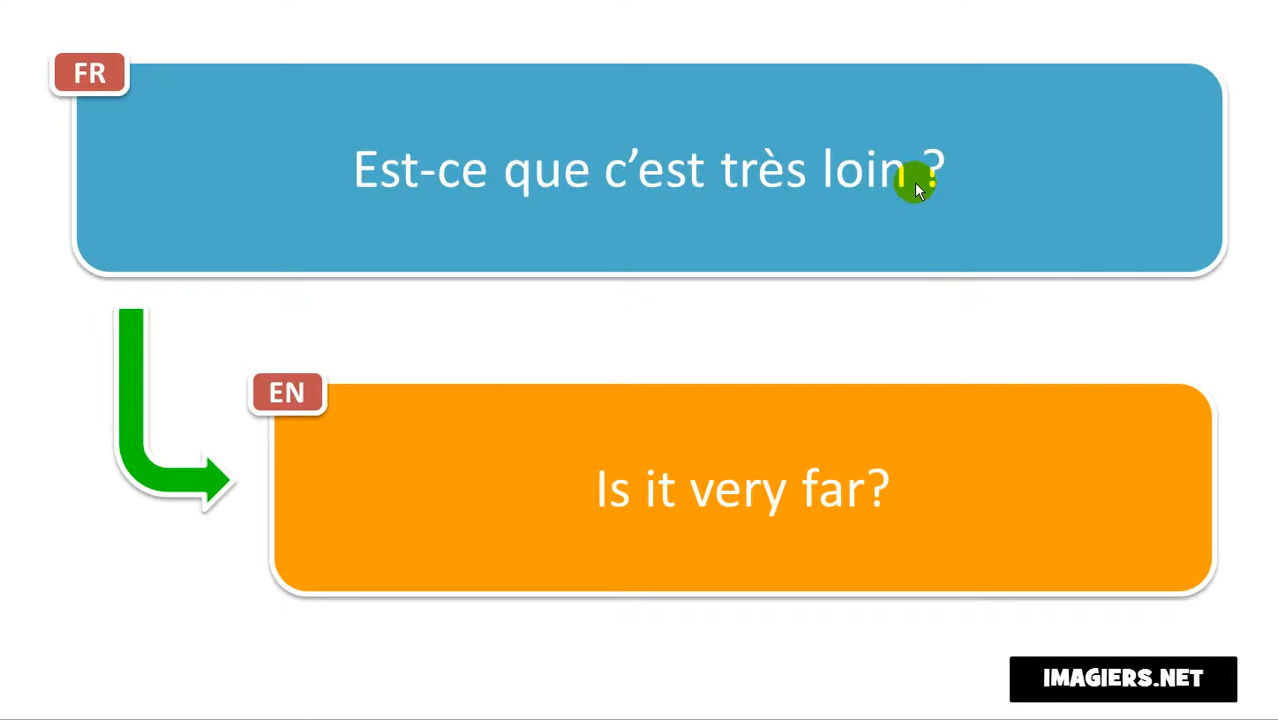 FR
Est-ce que c’est très loin ?
EN
Is it very far?
IMAGIERS.NET